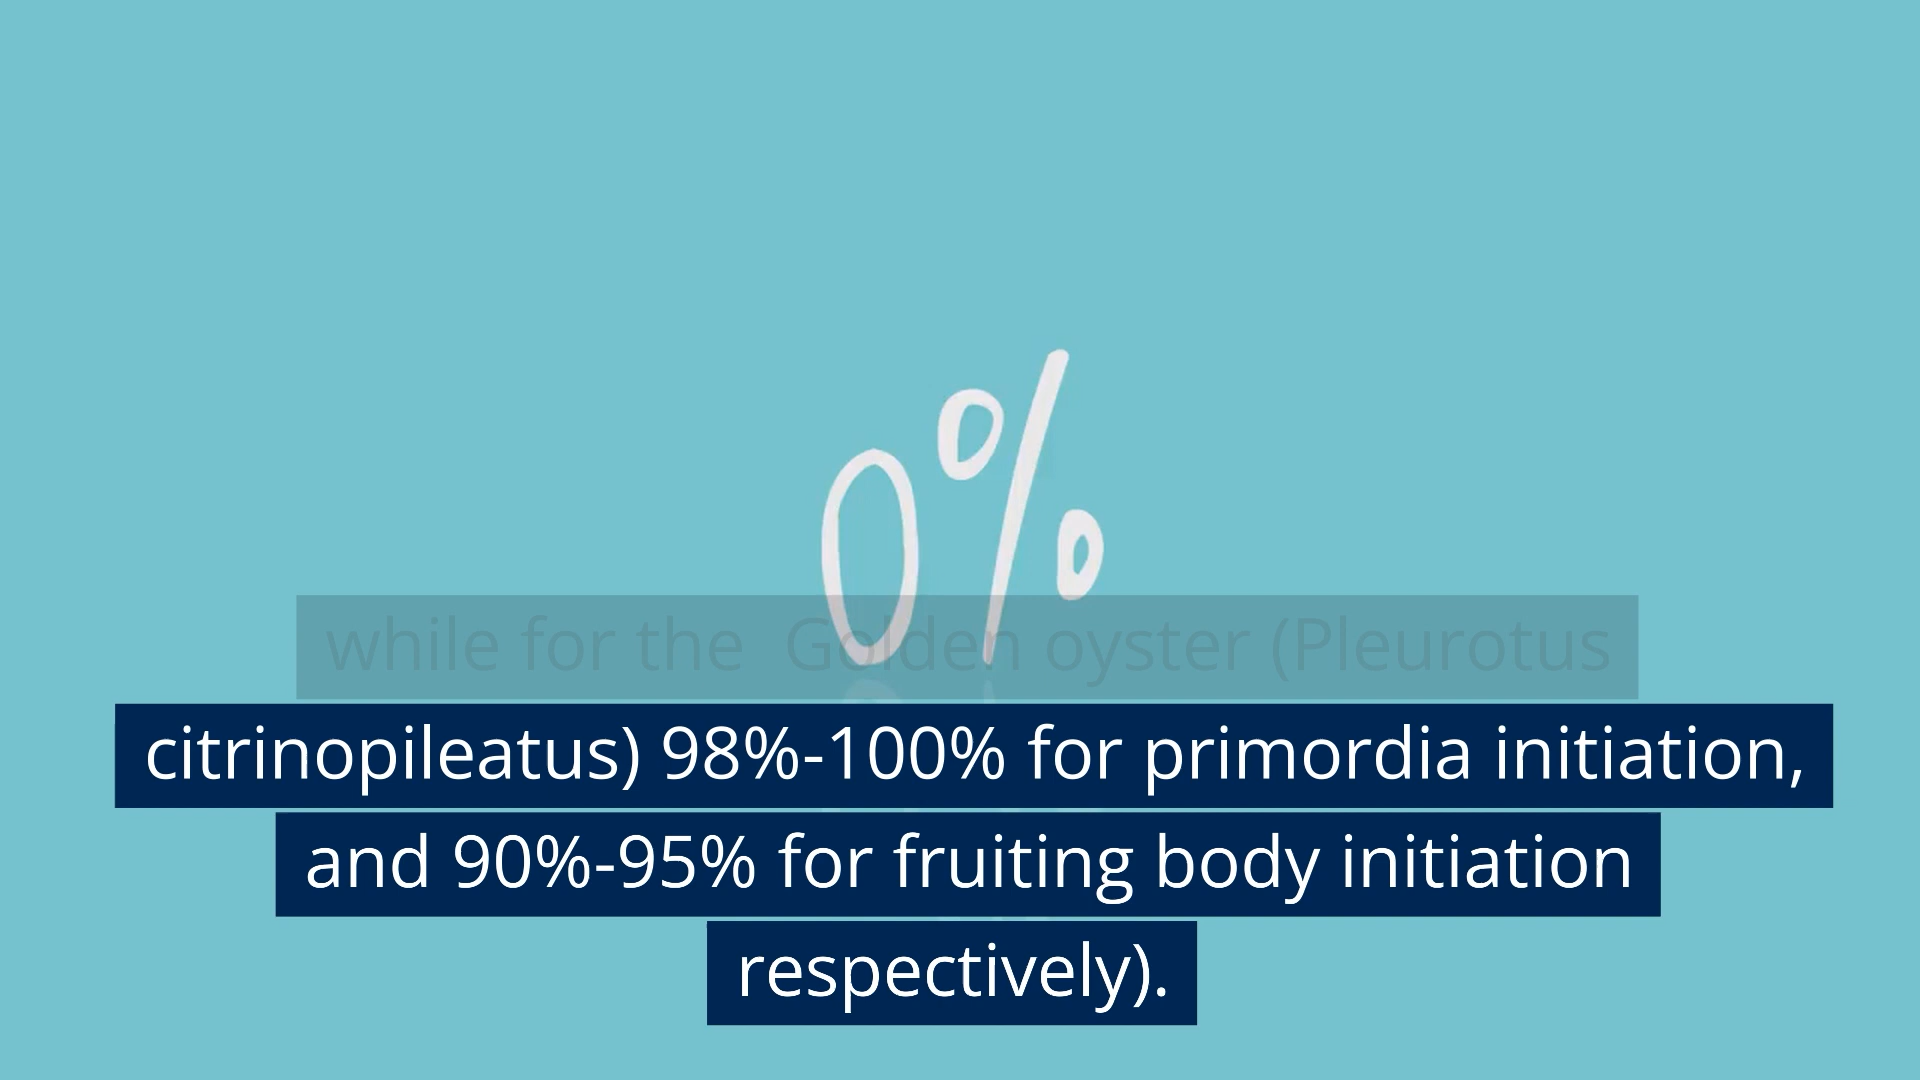 0%
while for the  Golden oyster (Pleurotus
citrinopileatus) 98%-100% for primordia initiation,
and 90%-95% for fruiting body initiation
respectively).